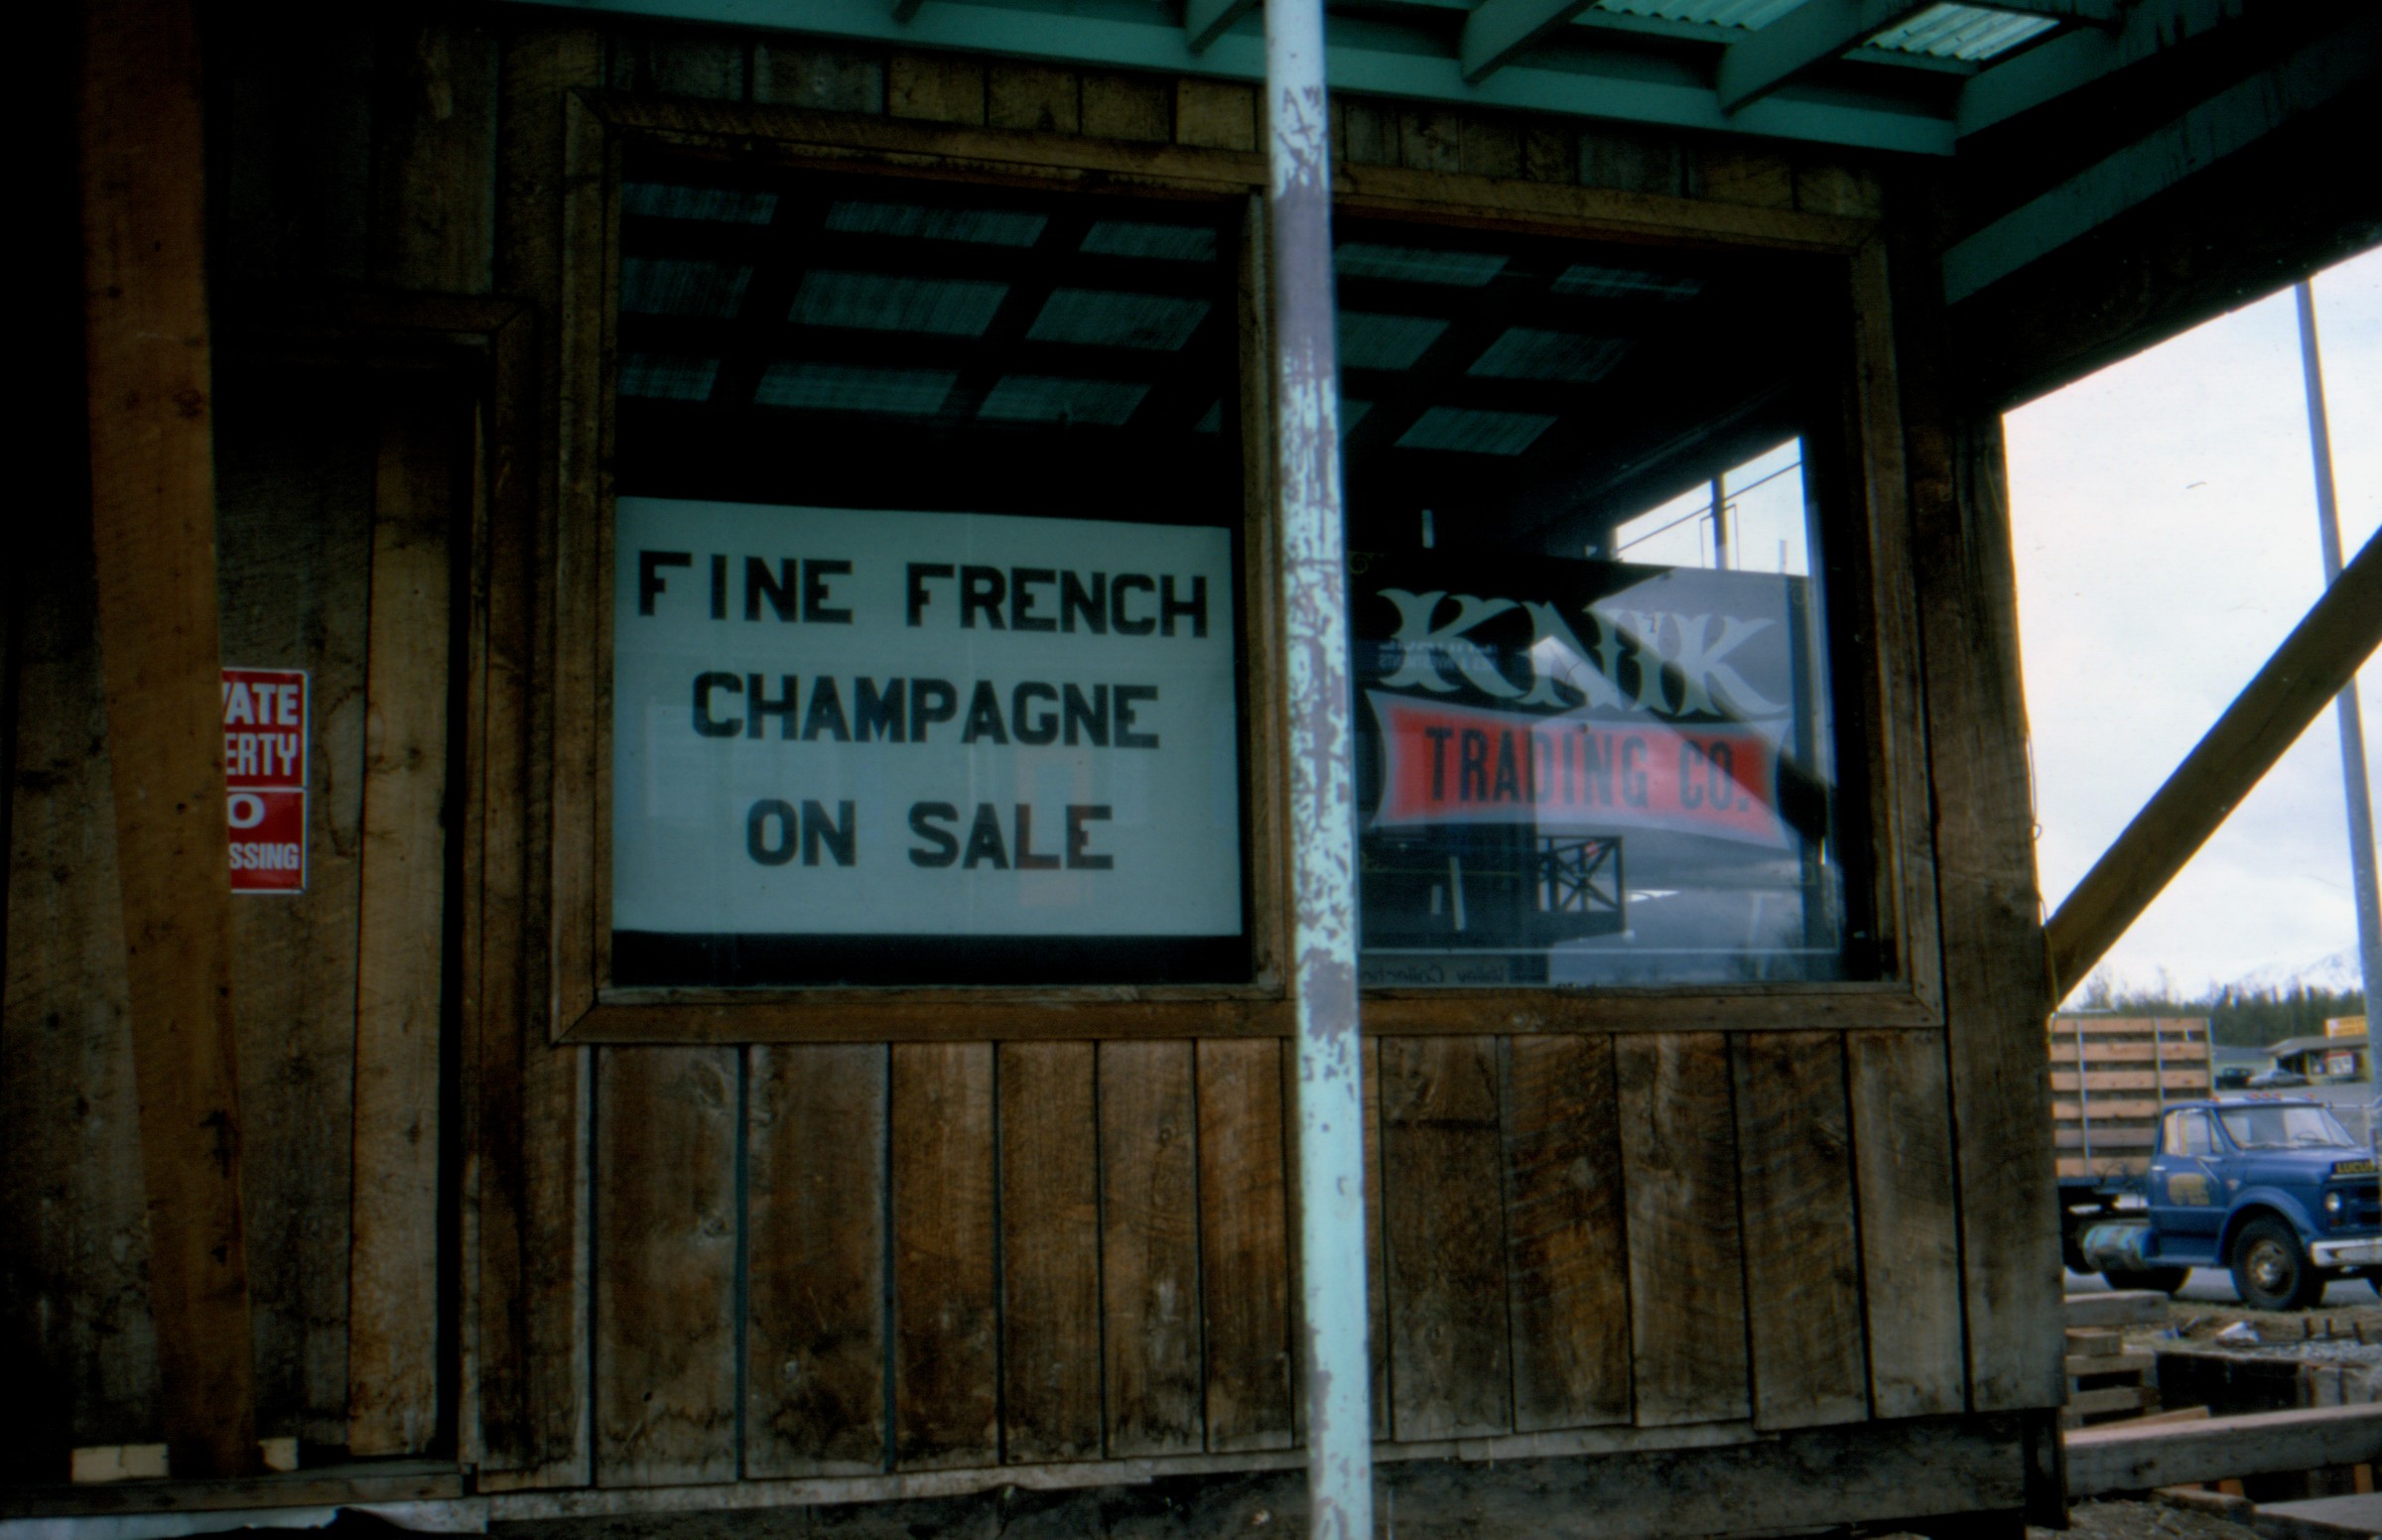 VATE
ERTY
O
SSING
FINE FRENCH
CHAMPAGNE
ON SALE
KNIK
TRADING CO.